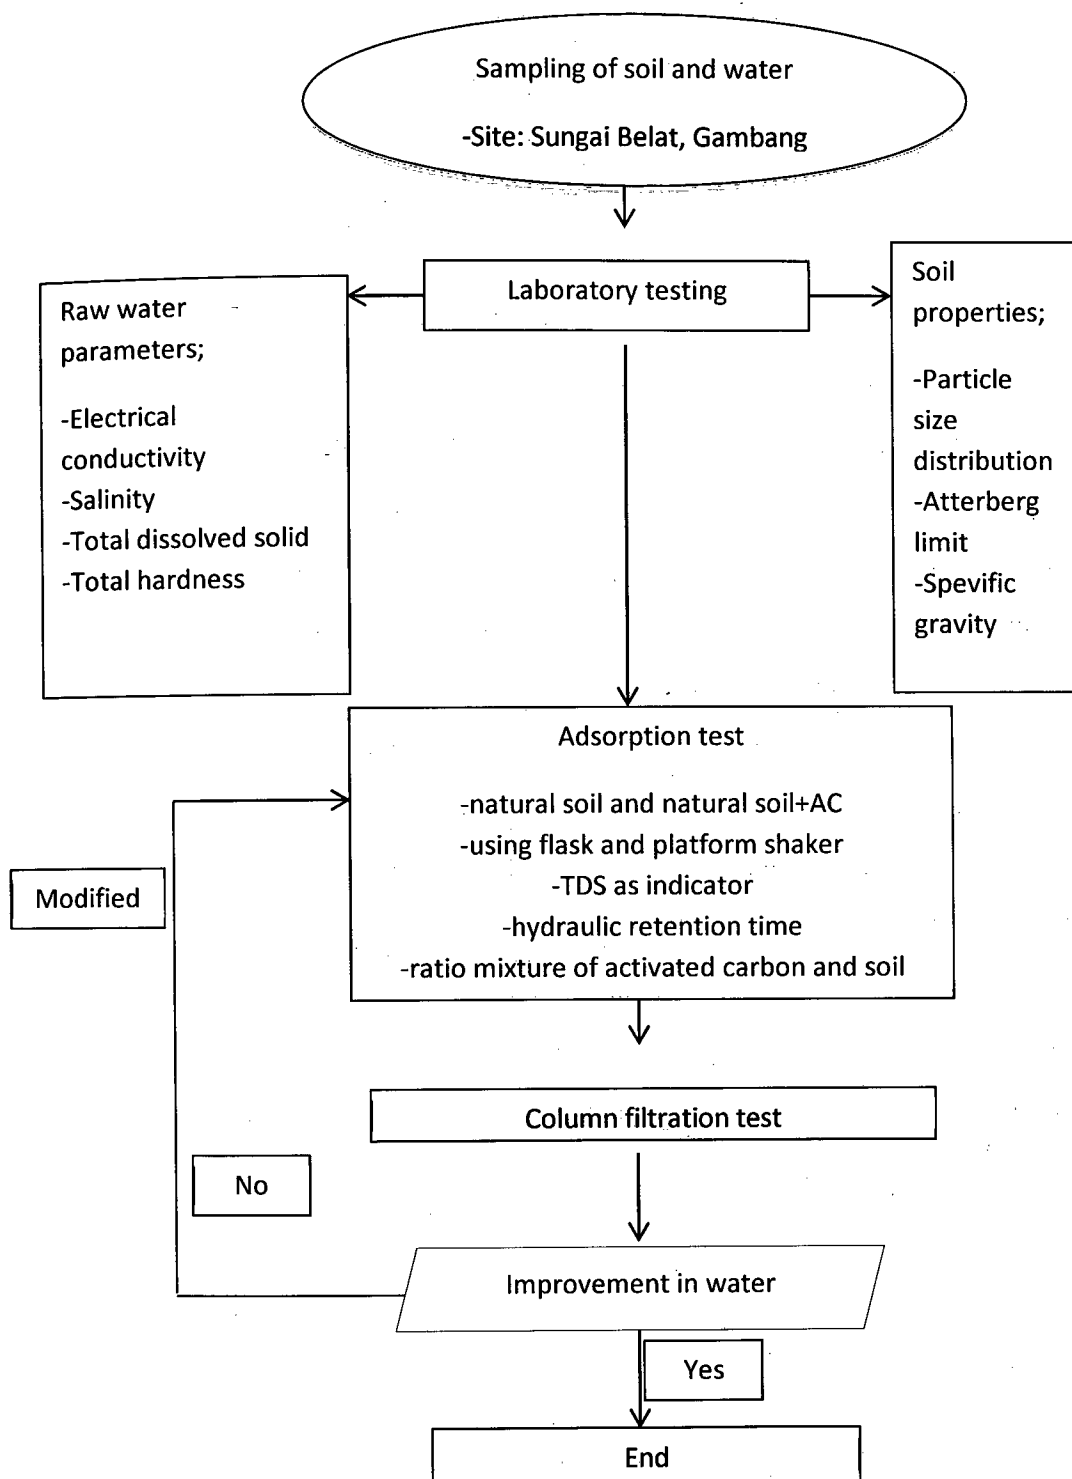 Sampling of soil and water
-Site: Sungai Belat, Gambang
Laboratory testing
Raw water
parameters;
-Electrical
conductivity
-Salinity
-Total dissolved solid
-Total hardness
Soil
properties;
-Particle
size
distribution
-Atterberg
limit
-Spevific
gravity
Adsorption test
-natural soil and natural soil+AC
-using flask and platform shaker
-TDS as indicator
-hydraulic retention time
-ratio mixture of activated carbon and soil
Modified
Column filtration test
No
Improvement in water
Yes
End